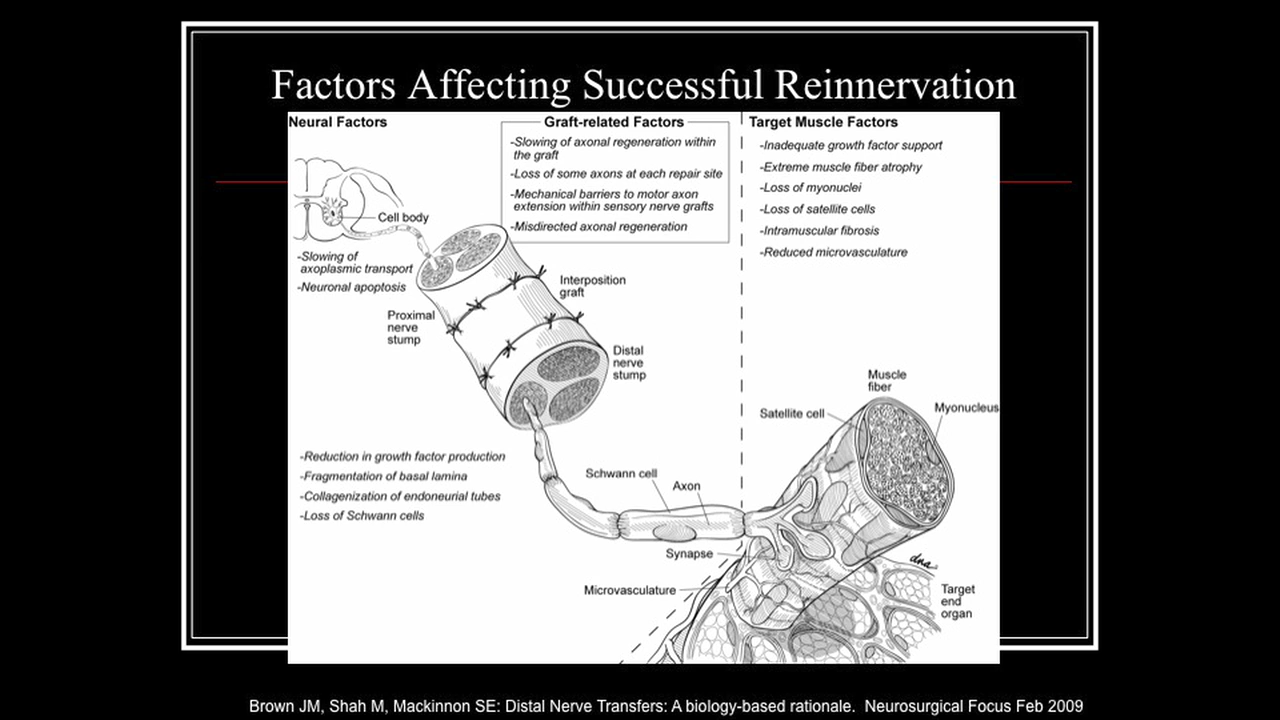 Factors Affecting Successful Reinnervation
Neural Factors
Graft-related Factors
Target Muscle Factors
-Slowing of axonal regeneration within
the graft
-Loss of some axons at each repair site
-Mechanical barriers to motor axon
extension within sensory nerve grafts
-Misdirected axonal regeneration
-Inadequate growth factor support
-Extreme muscle fiber atrophy
-Loss of myonuclei
-Loss of satellite cells
-Intramuscular fibrosis
-Reduced microvasculature
Cell body
-Slowing of
axoplasmic transport
-Neuronal apoptosis
Proximal
nerve
stump
Interposition
graft
Distal
nerve
stump
Muscle
fiber
Satellite cell
Myonucleus
-Reduction in growth factor production
-Fragmentation of basal lamina
-Collagenization of endoneurial tubes
-Loss of Schwann cells
Schwann cell
Axon
Synapse
Microvasculature
dna
Target
end
organ
Brown JM, Shah M, Mackinnon SE: Distal Nerve Transfers: A biology-based rationale. Neurosurgical Focus Feb 2009